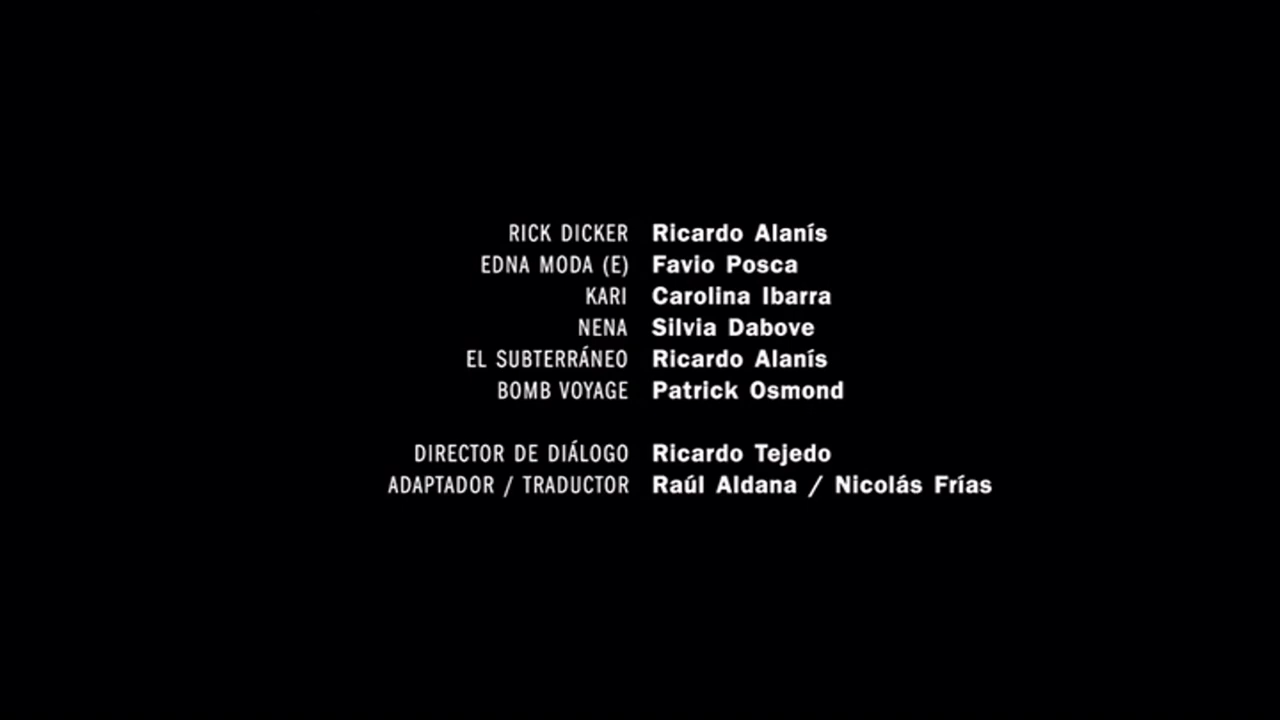 RICK DICKER Ricardo Alanís
EDNA MODA (E) Favio Posca
KARI Carolina Ibarra
NENA Silvia Dabove
EL SUBTERRÁNEO Ricardo Alanís
BOMB VOYAGE Patrick Osmond
DIRECTOR DE DIÁLOGO Ricardo Tejedo
ADAPTADOR / TRADUCTOR Raúl Aldana / Nicolás Frías